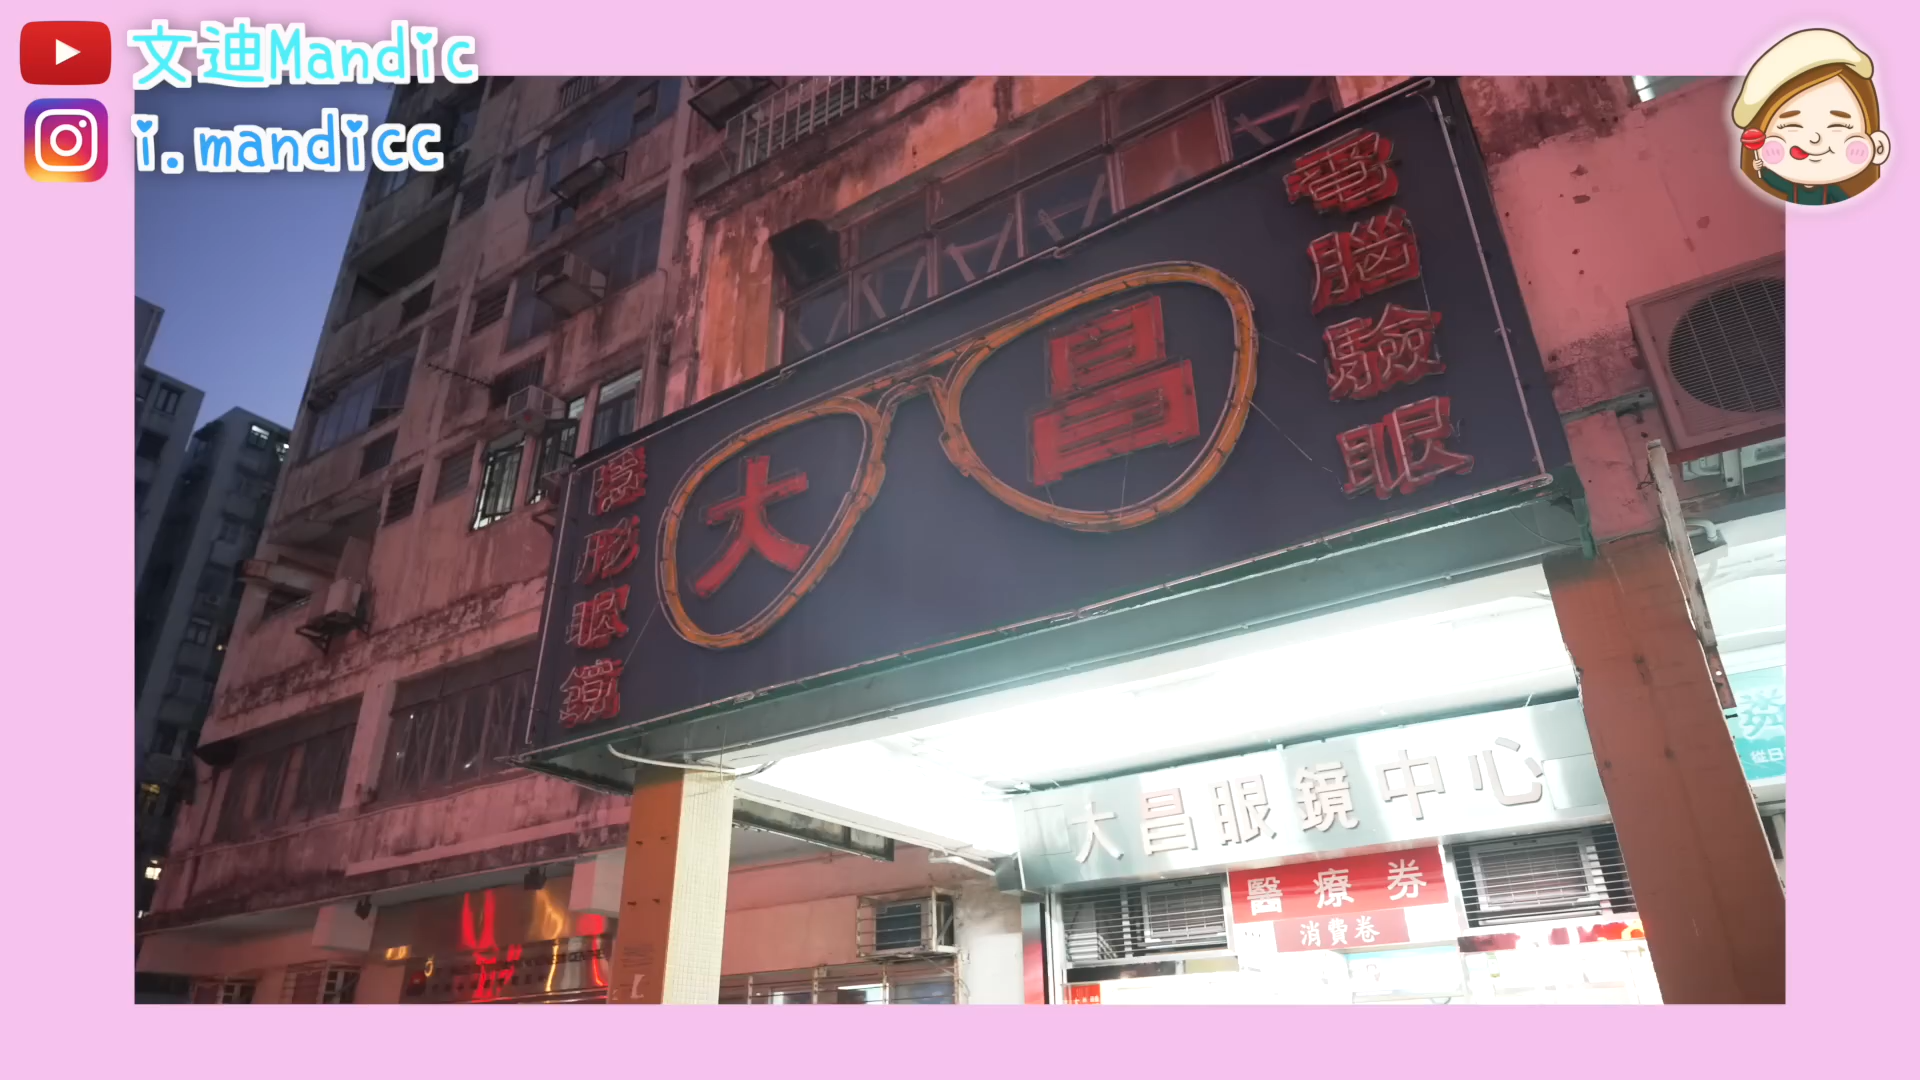 文迪Mandic
i.mandicc
電腦驗眼
大昌
隱形眼鏡
大昌眼鏡中心
醫療券
消費卷